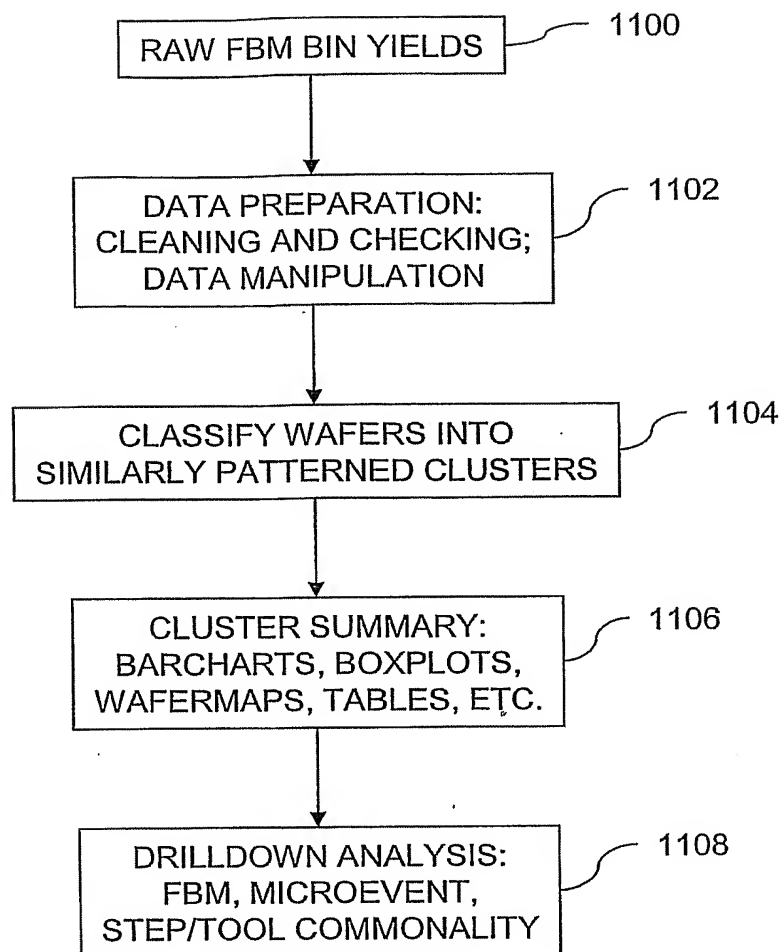 RAW FBM BIN YIELDS
1100
DATA PREPARATION:
CLEANING AND CHECKING;
DATA MANIPULATION
1102
CLASSIFY WAFERS INTO
SIMILARLY PATTERNED CLUSTERS
1104
CLUSTER SUMMARY:
BARCHARTS, BOXPLOTS,
WAFERMAPS, TABLES, ETC.
1106
DRILLDOWN ANALYSIS:
FBM, MICROEVENT,
STEP/TOOL COMMONALITY
1108